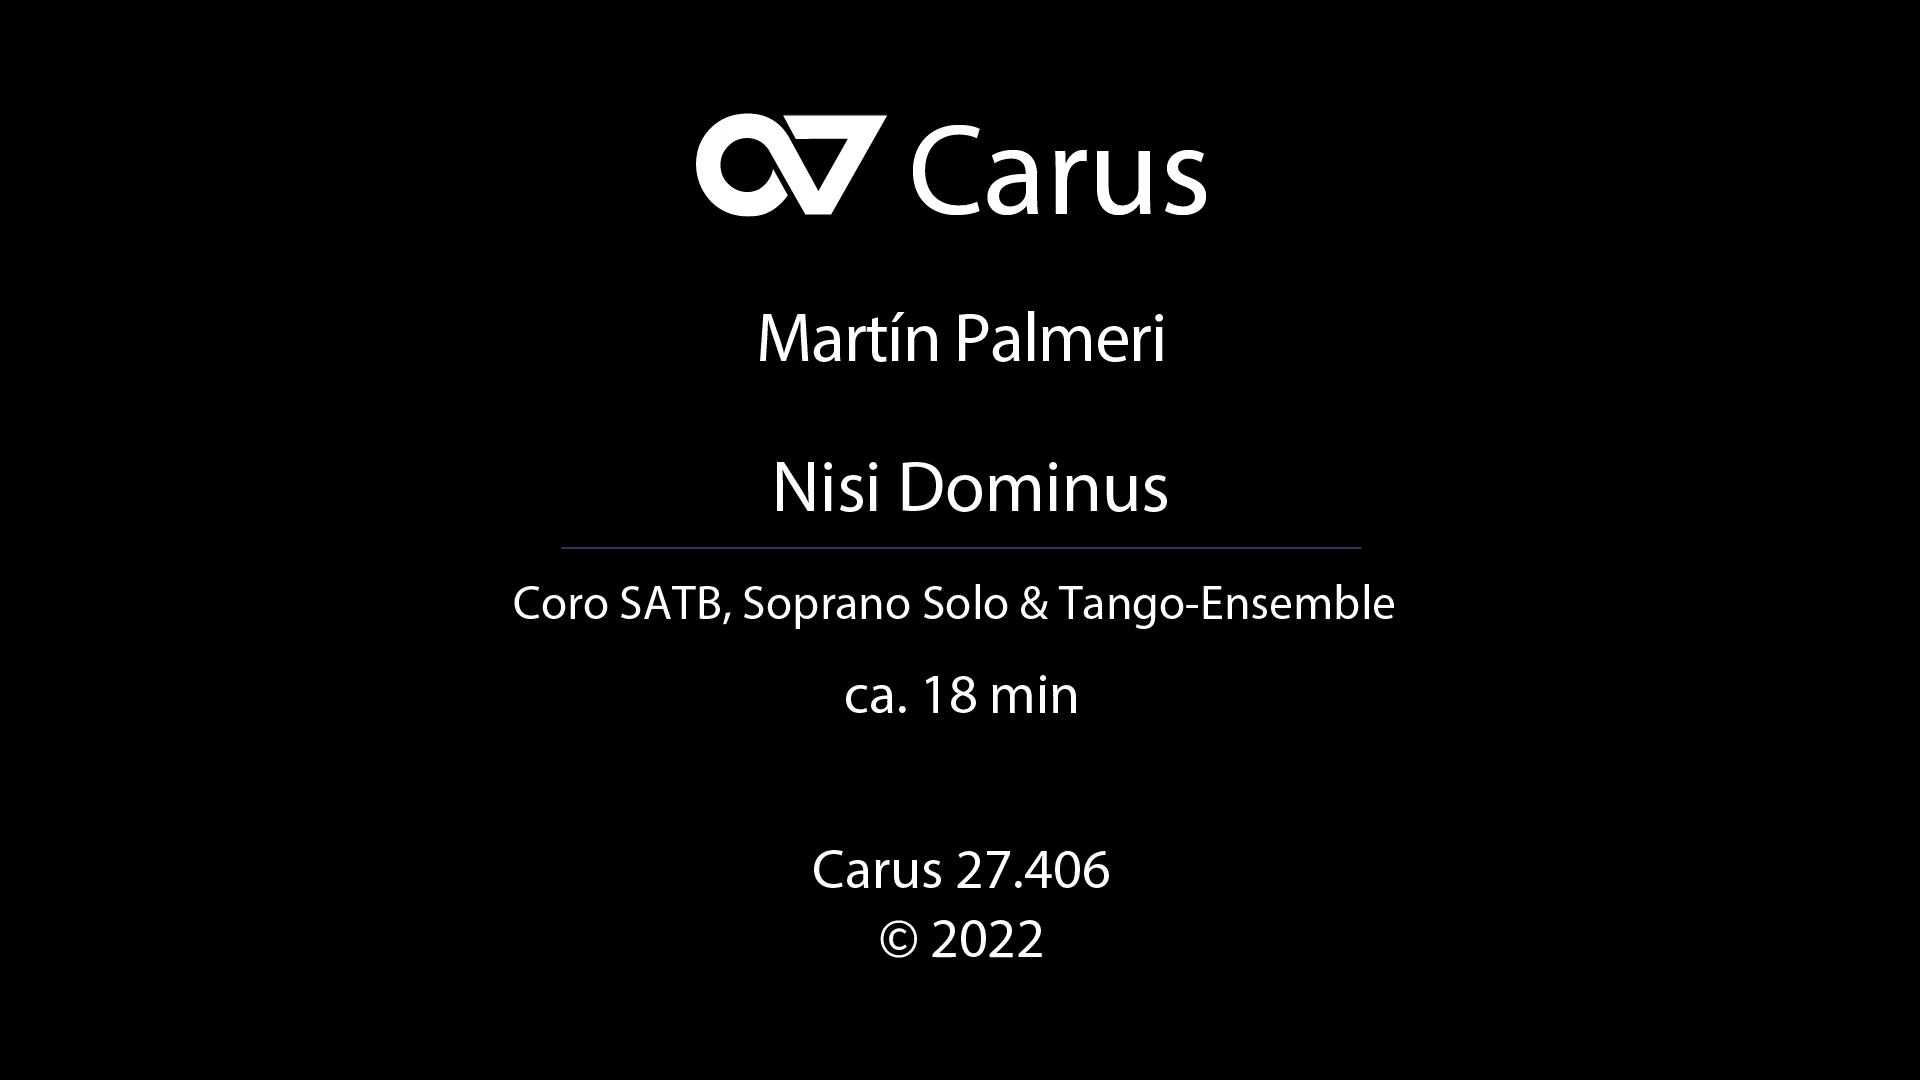 Carus
Martín Palmeri
Nisi Dominus
Coro SATB, Soprano Solo & Tango-Ensemble
ca. 18 min
Carus 27.406
© 2022